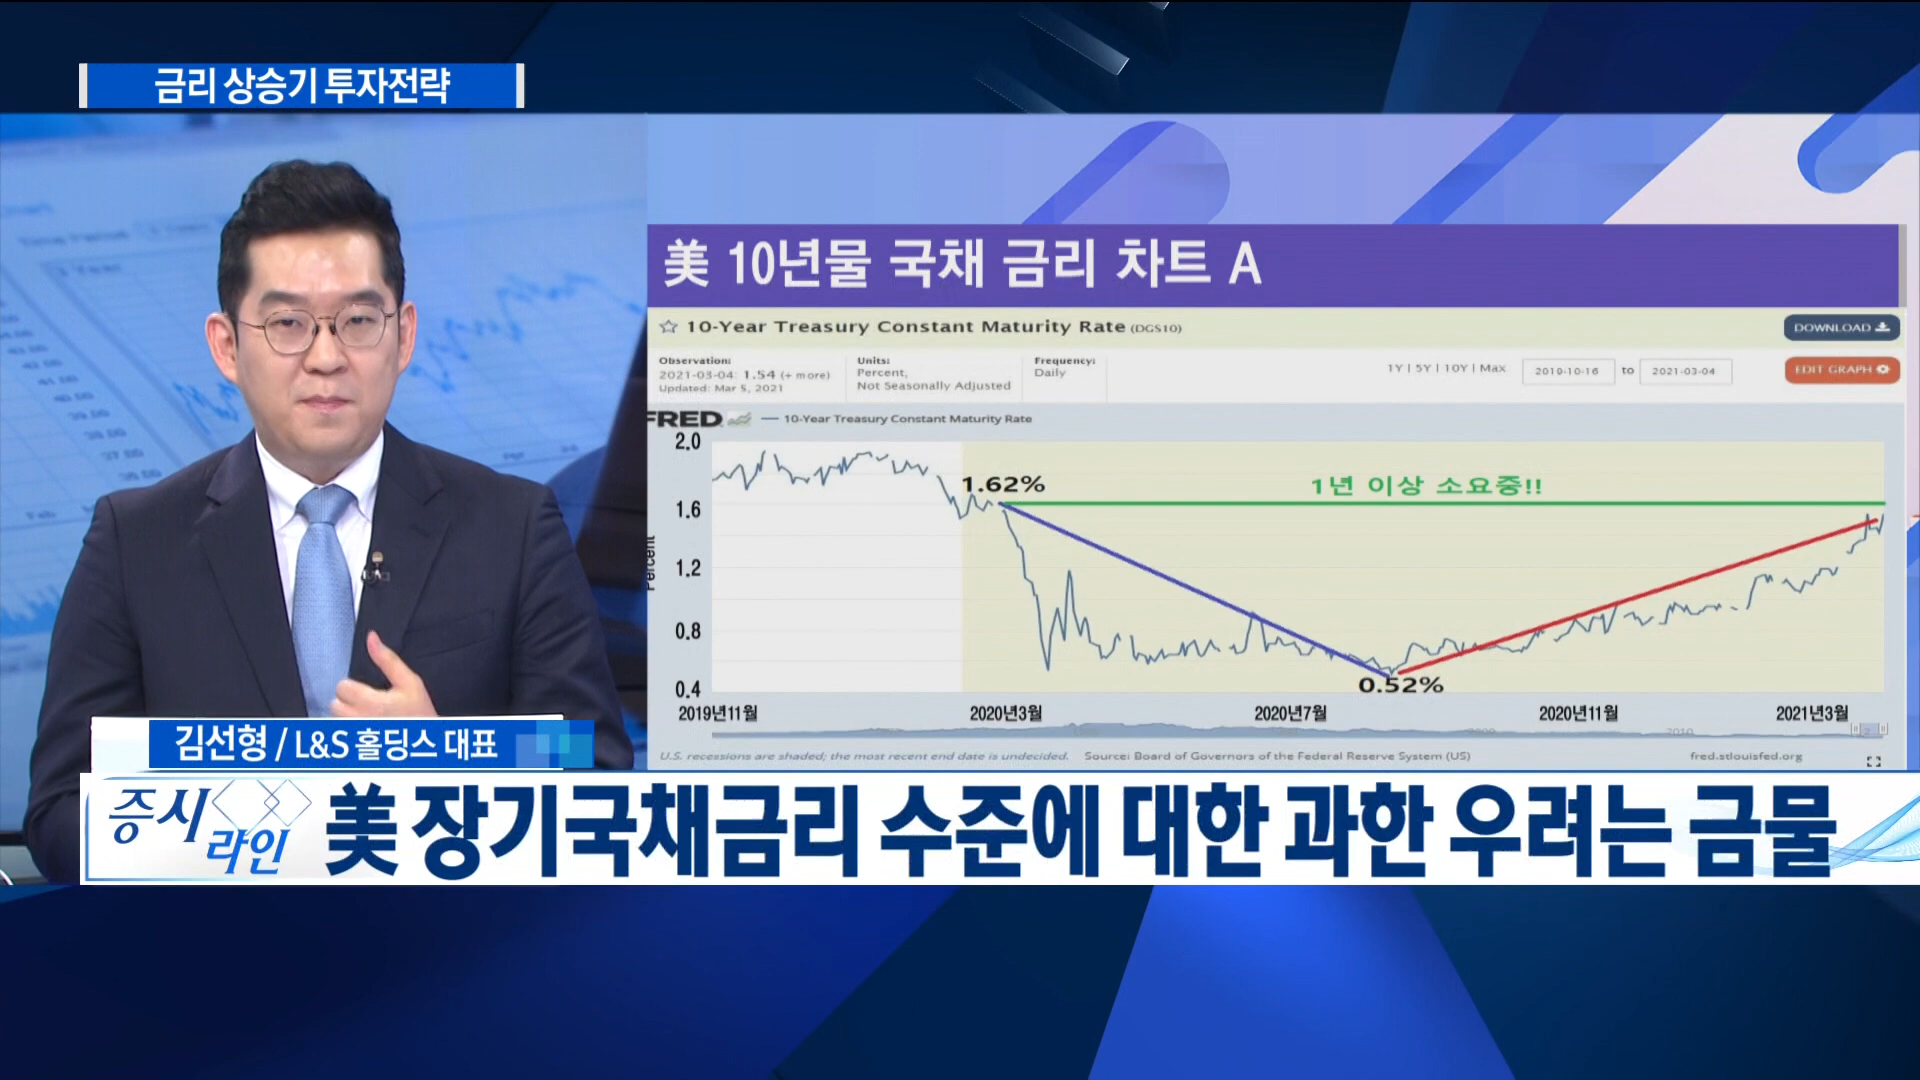 금리 상승기 투자전략
美 10년물 국채 금리 차트 A
10-Year Treasury Constant Maturity Rate (DGS10)
DOWNLOAD
Observation:
2021-03-04: 1.54 (+ more)
Updated: Mar 5, 2021
Units:
Percent,
Not Seasonally Adjusted
Frequency:
Daily
1Y | 5Y | 10Y | Max
2019-10-16 to 2021-03-04
EDIT GRAPH
FRED
10-Year Treasury Constant Maturity Rate
2.0
1.6
1.2
0.8
0.4
Percent
1.62%
1년 이상 소요중!!
0.52%
2019년11월
2020년3월
2020년7월
2020년11월
2021년3월
2010
U.S. recessions are shaded; the most recent end date is undecided.
Source: Board of Governors of the Federal Reserve System (US)
fred.stlouisfed.org
김선형 / L&S 홀딩스 대표
증시라인
美 장기국채금리 수준에 대한 과한 우려는 금물